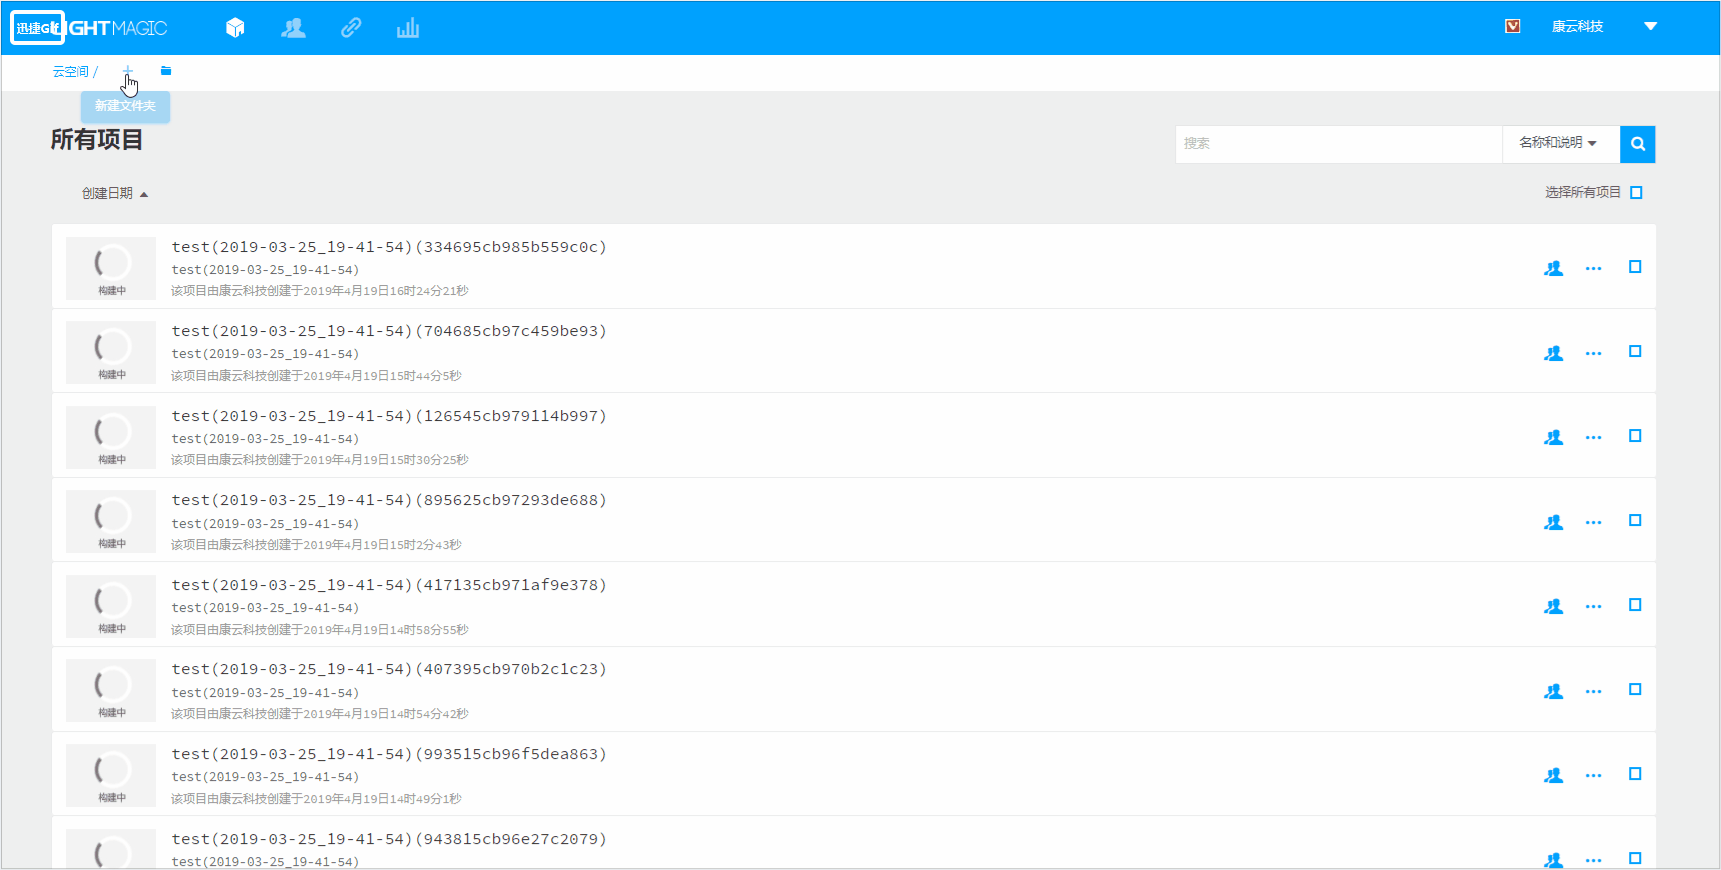 迅捷Gif
LIGHTMAGIC
康云科技
云空间 /
新建文件夹
所有项目
搜索
名称和说明
创建日期
选择所有项目
test(2019-03-25_19-41-54)(334695cb985b559c0c)
test(2019-03-25_19-41-54)
该项目由康云科技创建于2019年4月19日16时24分21秒
构建中
test(2019-03-25_19-41-54)(704685cb97c459be93)
test(2019-03-25_19-41-54)
该项目由康云科技创建于2019年4月19日15时44分5秒
构建中
test(2019-03-25_19-41-54)(126545cb979114b997)
test(2019-03-25_19-41-54)
该项目由康云科技创建于2019年4月19日15时30分25秒
构建中
test(2019-03-25_19-41-54)(895625cb97293de688)
test(2019-03-25_19-41-54)
该项目由康云科技创建于2019年4月19日15时2分43秒
构建中
test(2019-03-25_19-41-54)(417135cb971af9e378)
test(2019-03-25_19-41-54)
该项目由康云科技创建于2019年4月19日14时58分55秒
构建中
test(2019-03-25_19-41-54)(407395cb970b2c1c23)
test(2019-03-25_19-41-54)
该项目由康云科技创建于2019年4月19日14时54分42秒
构建中
test(2019-03-25_19-41-54)(993515cb96f5dea863)
test(2019-03-25_19-41-54)
该项目由康云科技创建于2019年4月19日14时49分1秒
构建中
test(2019-03-25_19-41-54)(943815cb96e27c2079)
test(2019-03-25_19-41-54)